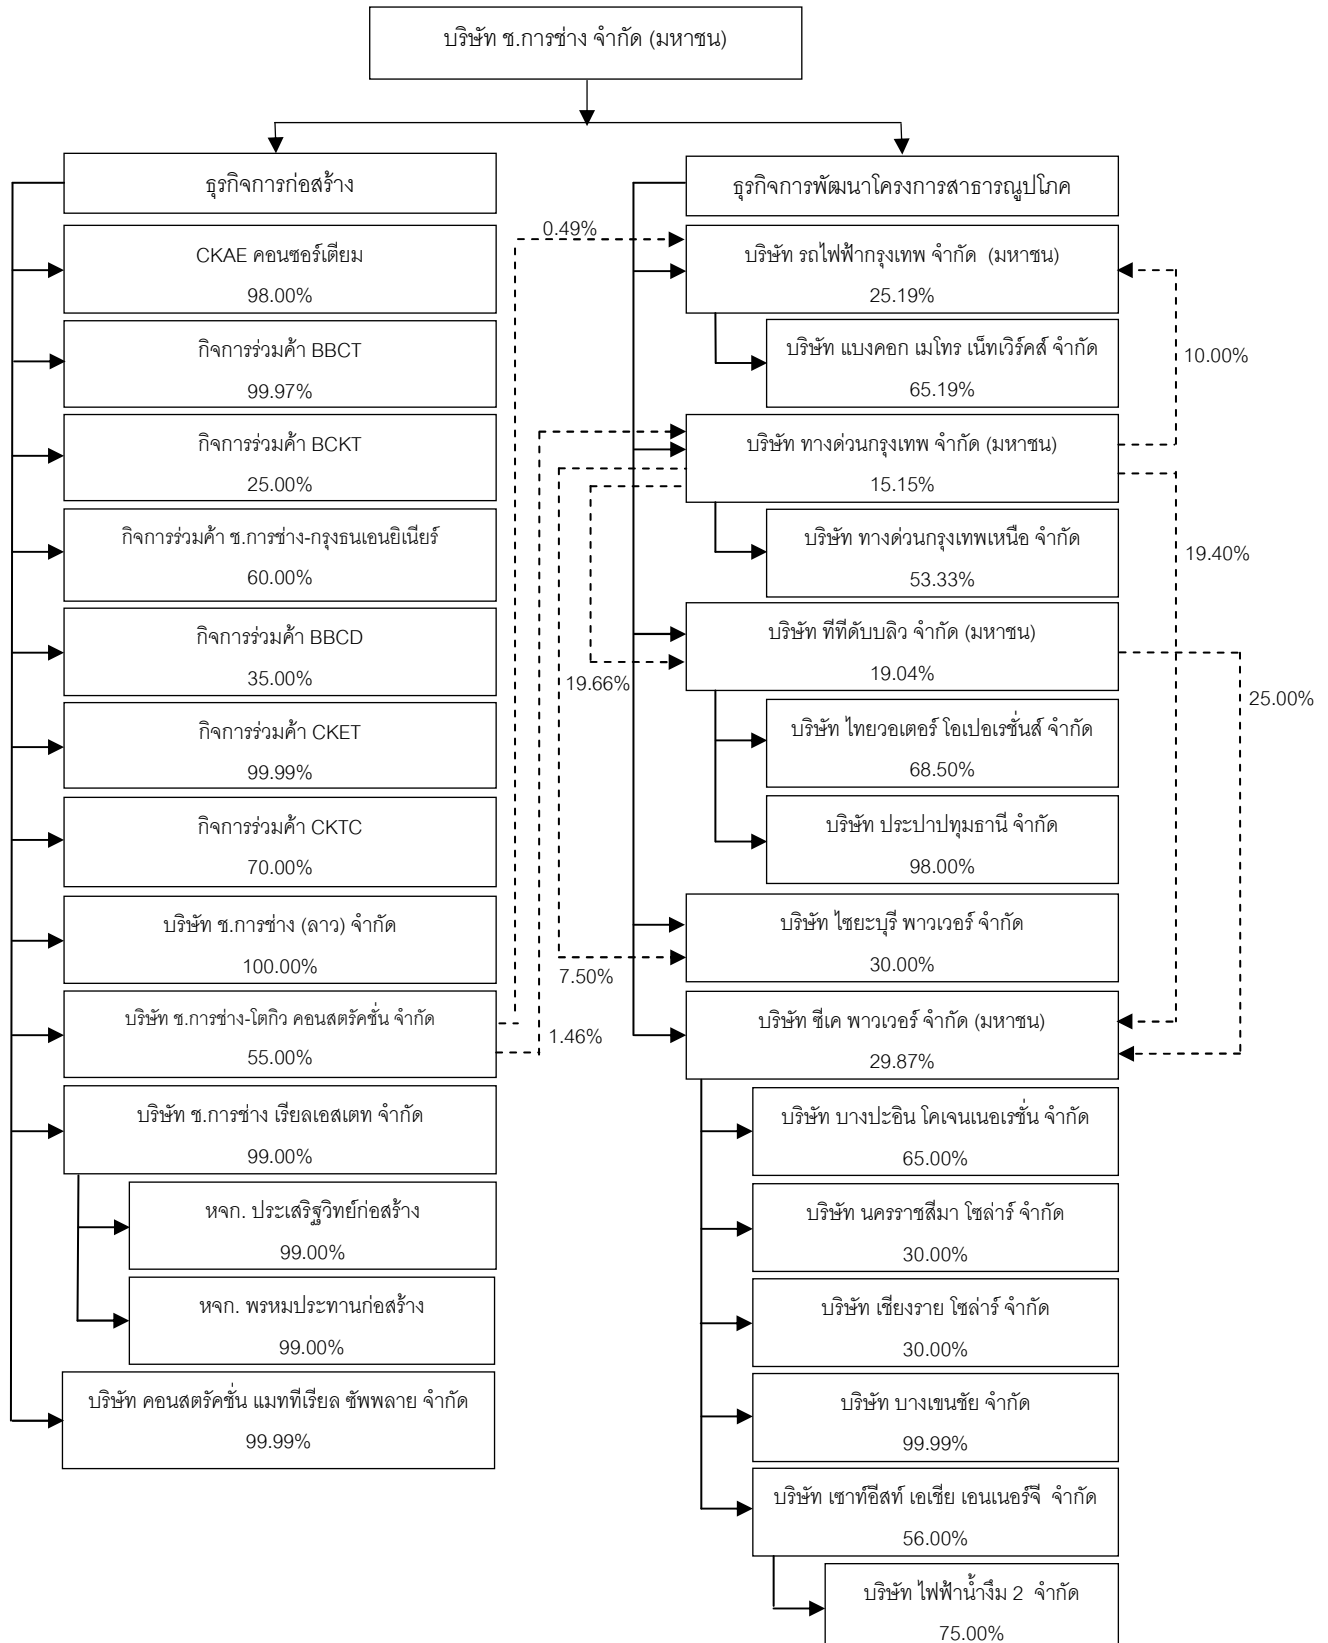 บริษัท ช.การช่าง จำกัด (มหาชน)
ธุรกิจการก่อสร้าง
CKAE คอนซอร์เตียม
98.00%
กิจการร่วมค้า BBCT
99.97%
กิจการร่วมค้า BCKT
25.00%
กิจการร่วมค้า ช.การช่าง-กรุงธนเอนยิเนียร์
60.00%
กิจการร่วมค้า BBCD
35.00%
กิจการร่วมค้า CKET
99.99%
กิจการร่วมค้า CKTC
70.00%
บริษัท ช.การช่าง (ลาว) จำกัด
100.00%
บริษัท ช.การช่าง-โตกิว คอนสตรัคชั่น จำกัด
55.00%
บริษัท ช.การช่าง เรียลเอสเตท จำกัด
99.00%
หจก. ประเสริฐวิทย์ก่อสร้าง
99.00%
หจก. พรหมประทานก่อสร้าง
99.00%
บริษัท คอนสตรัคชั่น แมททีเรียล ซัพพลาย จำกัด
99.99%
0.49%
19.66%
7.50%
1.46%
ธุรกิจการพัฒนาโครงการสาธารณูปโภค
บริษัท รถไฟฟ้ากรุงเทพ จำกัด (มหาชน)
25.19%
บริษัท แบงคอก เมโทร เน็ทเวิร์คส์ จำกัด
65.19%
บริษัท ทางด่วนกรุงเทพ จำกัด (มหาชน)
15.15%
บริษัท ทางด่วนกรุงเทพเหนือ จำกัด
53.33%
บริษัท ทีทีดับบลิว จำกัด (มหาชน)
19.04%
บริษัท ไทยวอเตอร์ โอเปอเรชั่นส์ จำกัด
68.50%
บริษัท ประปาปทุมธานี จำกัด
98.00%
บริษัท ไซยะบุรี พาวเวอร์ จำกัด
30.00%
บริษัท ซีเค พาวเวอร์ จำกัด (มหาชน)
29.87%
บริษัท บางปะอิน โคเจนเนอเรชั่น จำกัด
65.00%
บริษัท นครราชสีมา โซล่าร์ จำกัด
30.00%
บริษัท เชียงราย โซล่าร์ จำกัด
30.00%
บริษัท บางเขนชัย จำกัด
99.99%
บริษัท เซาท์อีสท์ เอเชีย เอนเนอร์จี จำกัด
56.00%
บริษัท ไฟฟ้าน้ำงึม 2 จำกัด
75.00%
10.00%
19.40%
25.00%